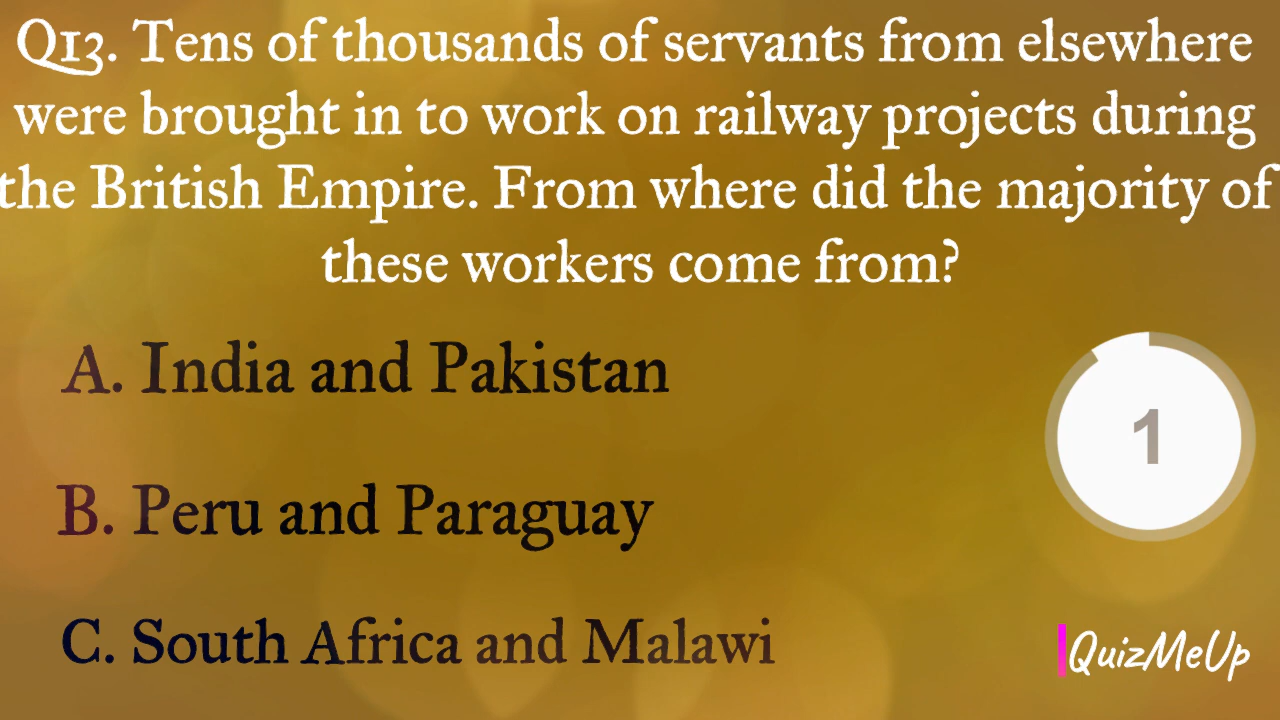 Q13. Tens of thousands of servants from elsewhere
were brought in to work on railway projects during
the British Empire. From where did the majority of
these workers come from?
A. India and Pakistan
1
B. Peru and Paraguay
C. South Africa and Malawi
QuizMeUp